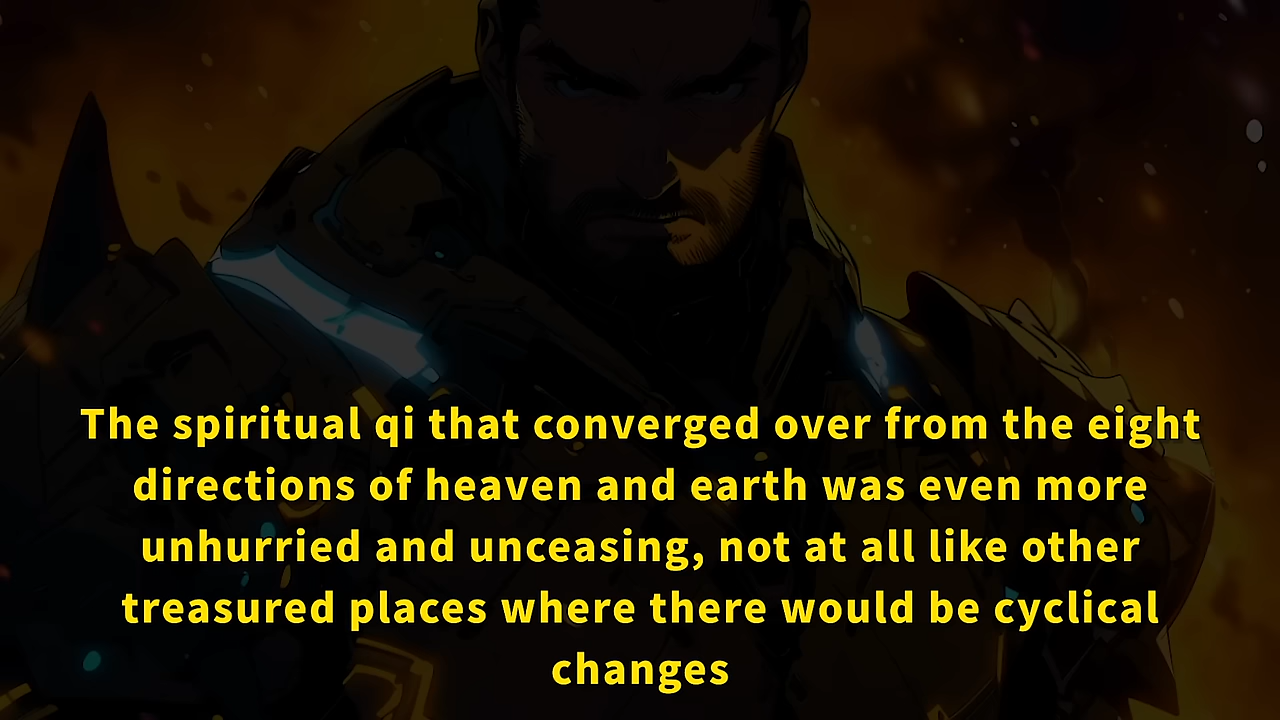 The spiritual qi that converged over from the eight
directions of heaven and earth was even more
unhurried and unceasing, not at all like other
treasured places where there would be cyclical
changes